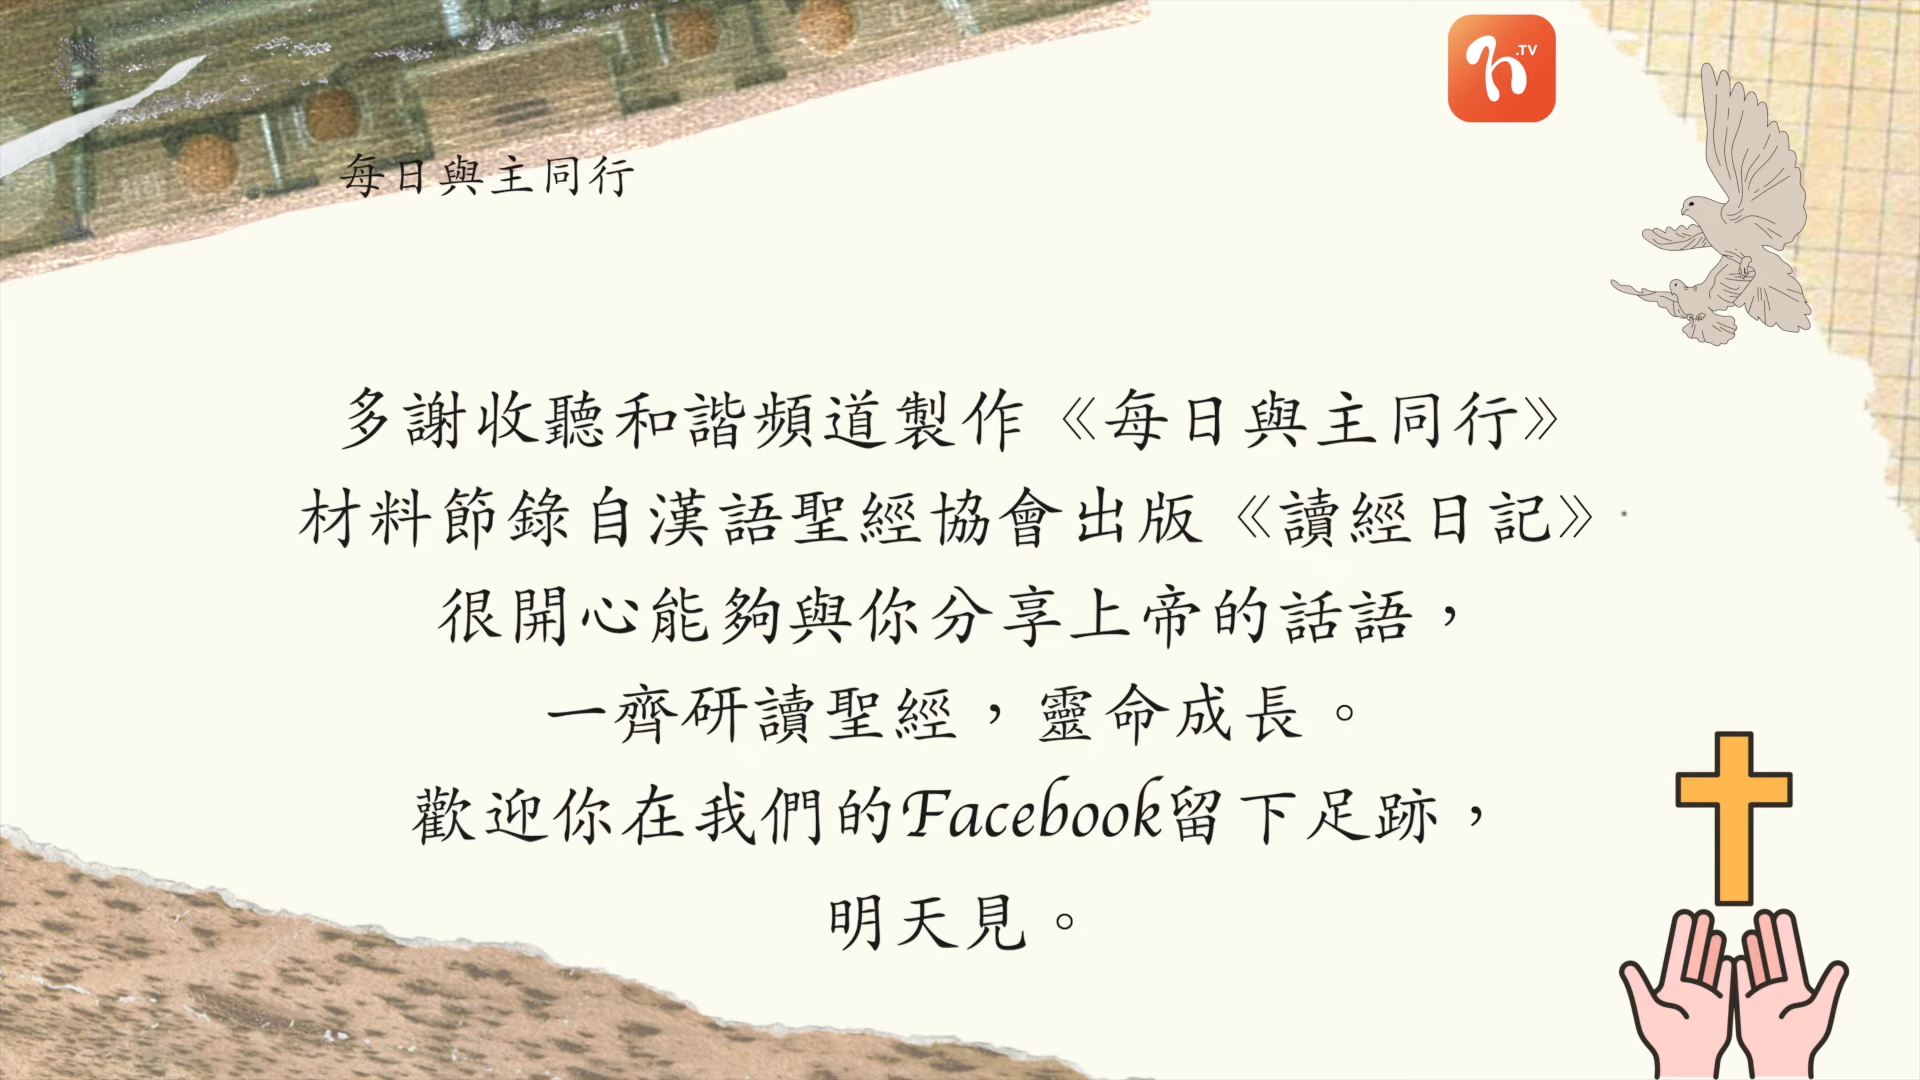 .TV
每日與主同行
多謝收聽和諧頻道製作《每日與主同行》
材料節錄自漢語聖經協會出版《讀經日記》
很開心能夠與你分享上帝的話語，
一齊研讀聖經，靈命成長。
歡迎你在我們的Facebook留下足跡，
明天見。